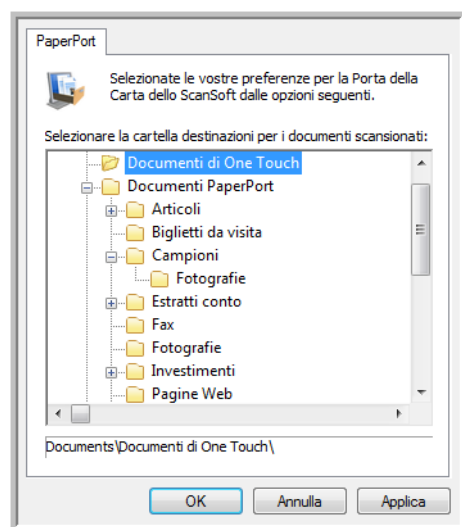 PaperPort
Selezionate le vostre preferenze per la Porta della
Carta dello ScanSoft dalle opzioni seguenti.
Selezionare la cartella destinazioni per i documenti scansionati:
Documenti di One Touch
Documenti PaperPort
Articoli
Biglietti da visita
Campioni
Fotografie
Estratti conto
Fax
Fotografie
Investimenti
Pagine Web
Documents\Documenti di One Touch\
OK Annulla Applica